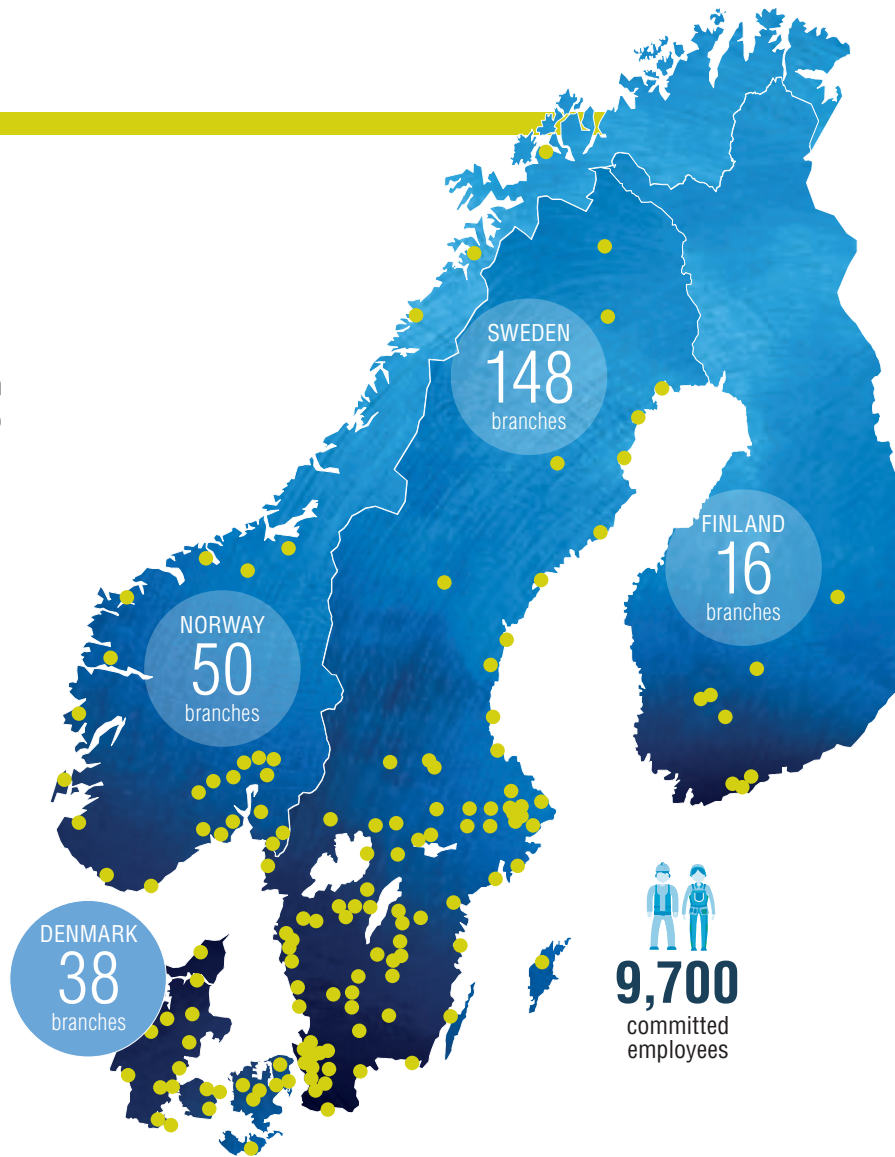 SWEDEN
148
branches
FINLAND
16
branches
NORWAY
50
branches
DENMARK
38
branches
9,700
committed
employees